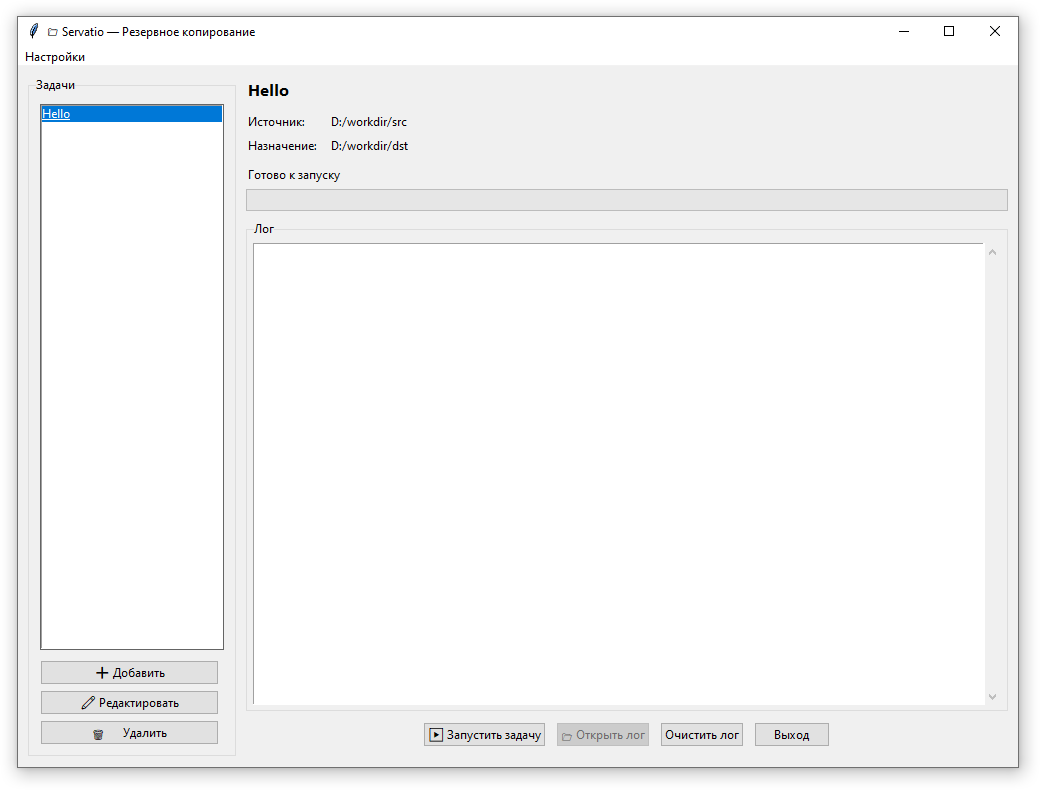 Servatio — Резервное копирование
Настройки
Задачи
Hello
Добавить
Редактировать
Удалить
Hello
Источник: D:/workdir/src
Назначение: D:/workdir/dst
Готово к запуску
Лог
Запустить задачу
Открыть лог
Очистить лог
Выход